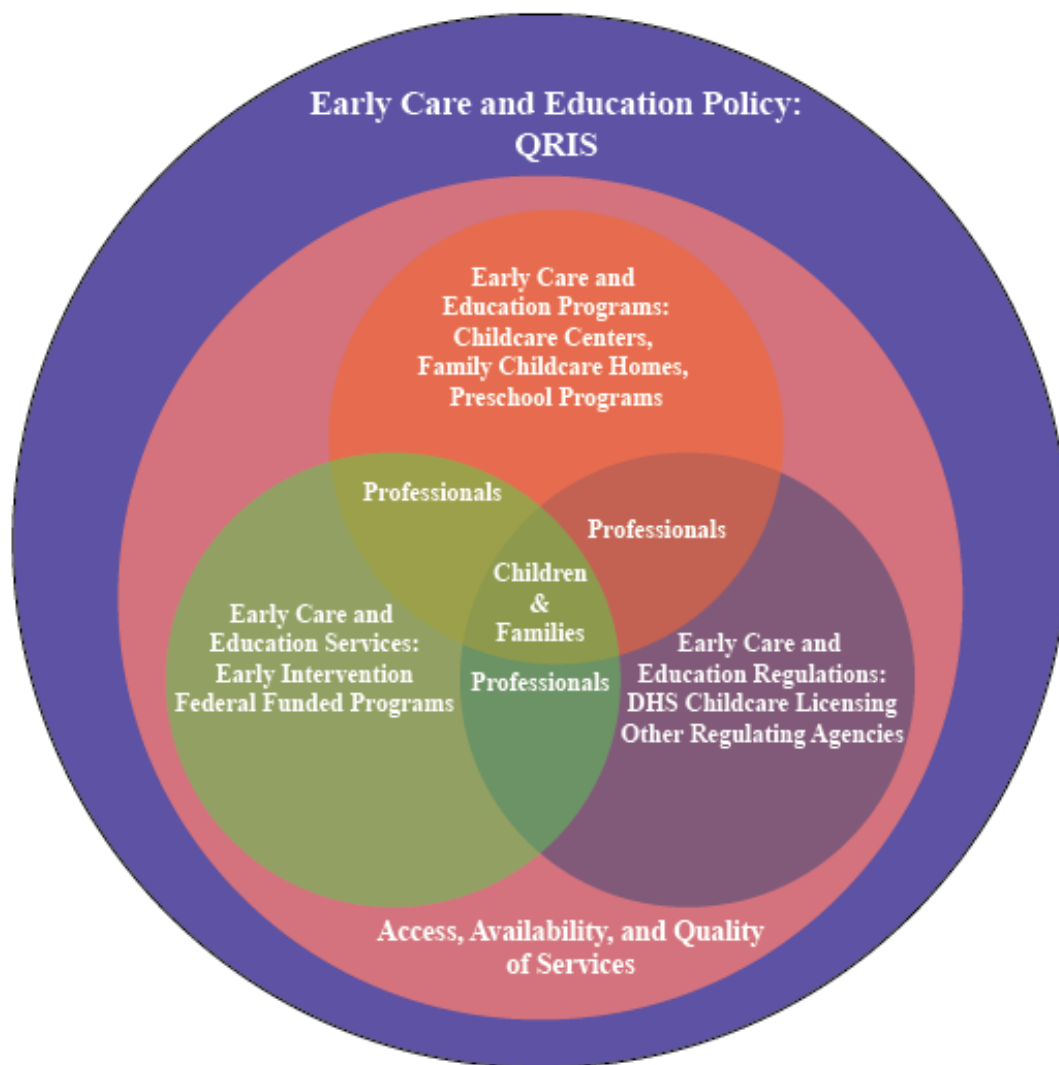 Early Care and Education Policy:
QRIS
Early Care and
Education Programs:
Childcare Centers,
Family Childcare Homes,
Preschool Programs
Professionals
Professionals
Children
&
Families
Early Care and
Education Services:
Early Intervention
Federal Funded Programs
Professionals
Early Care and
Education Regulations:
DHS Childcare Licensing
Other Regulating Agencies
Access, Availability, and Quality
of Services